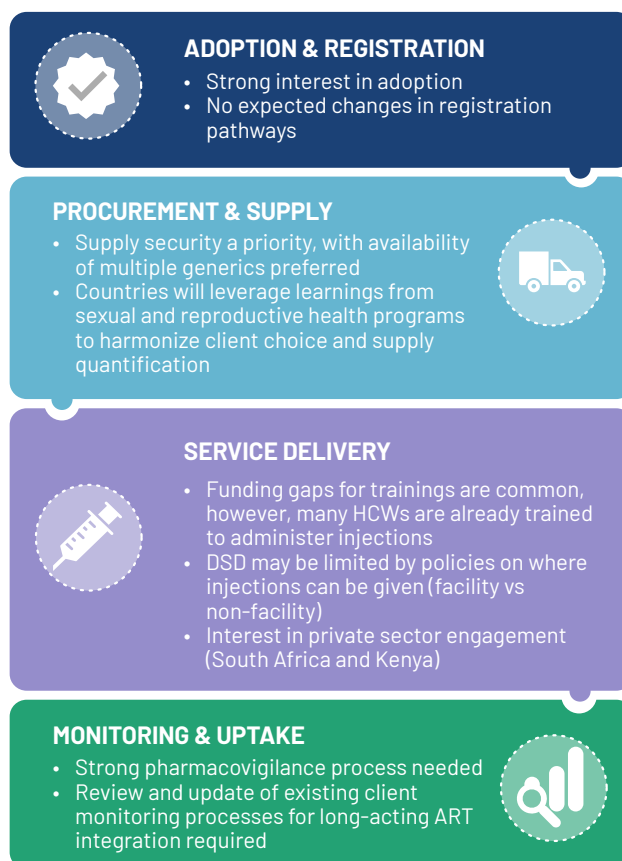 ADOPTION & REGISTRATION
• Strong interest in adoption
• No expected changes in registration
pathways
PROCUREMENT & SUPPLY
• Supply security a priority, with availability
of multiple generics preferred
• Countries will leverage learnings from
sexual and reproductive health programs
to harmonize client choice and supply
quantification
SERVICE DELIVERY
• Funding gaps for trainings are common,
however, many HCWs are already trained
to administer injections
• DSD may be limited by policies on where
injections can be given (facility vs
non-facility)
• Interest in private sector engagement
(South Africa and Kenya)
MONITORING & UPTAKE
• Strong pharmacovigilance process needed
• Review and update of existing client
monitoring processes for long-acting ART
integration required